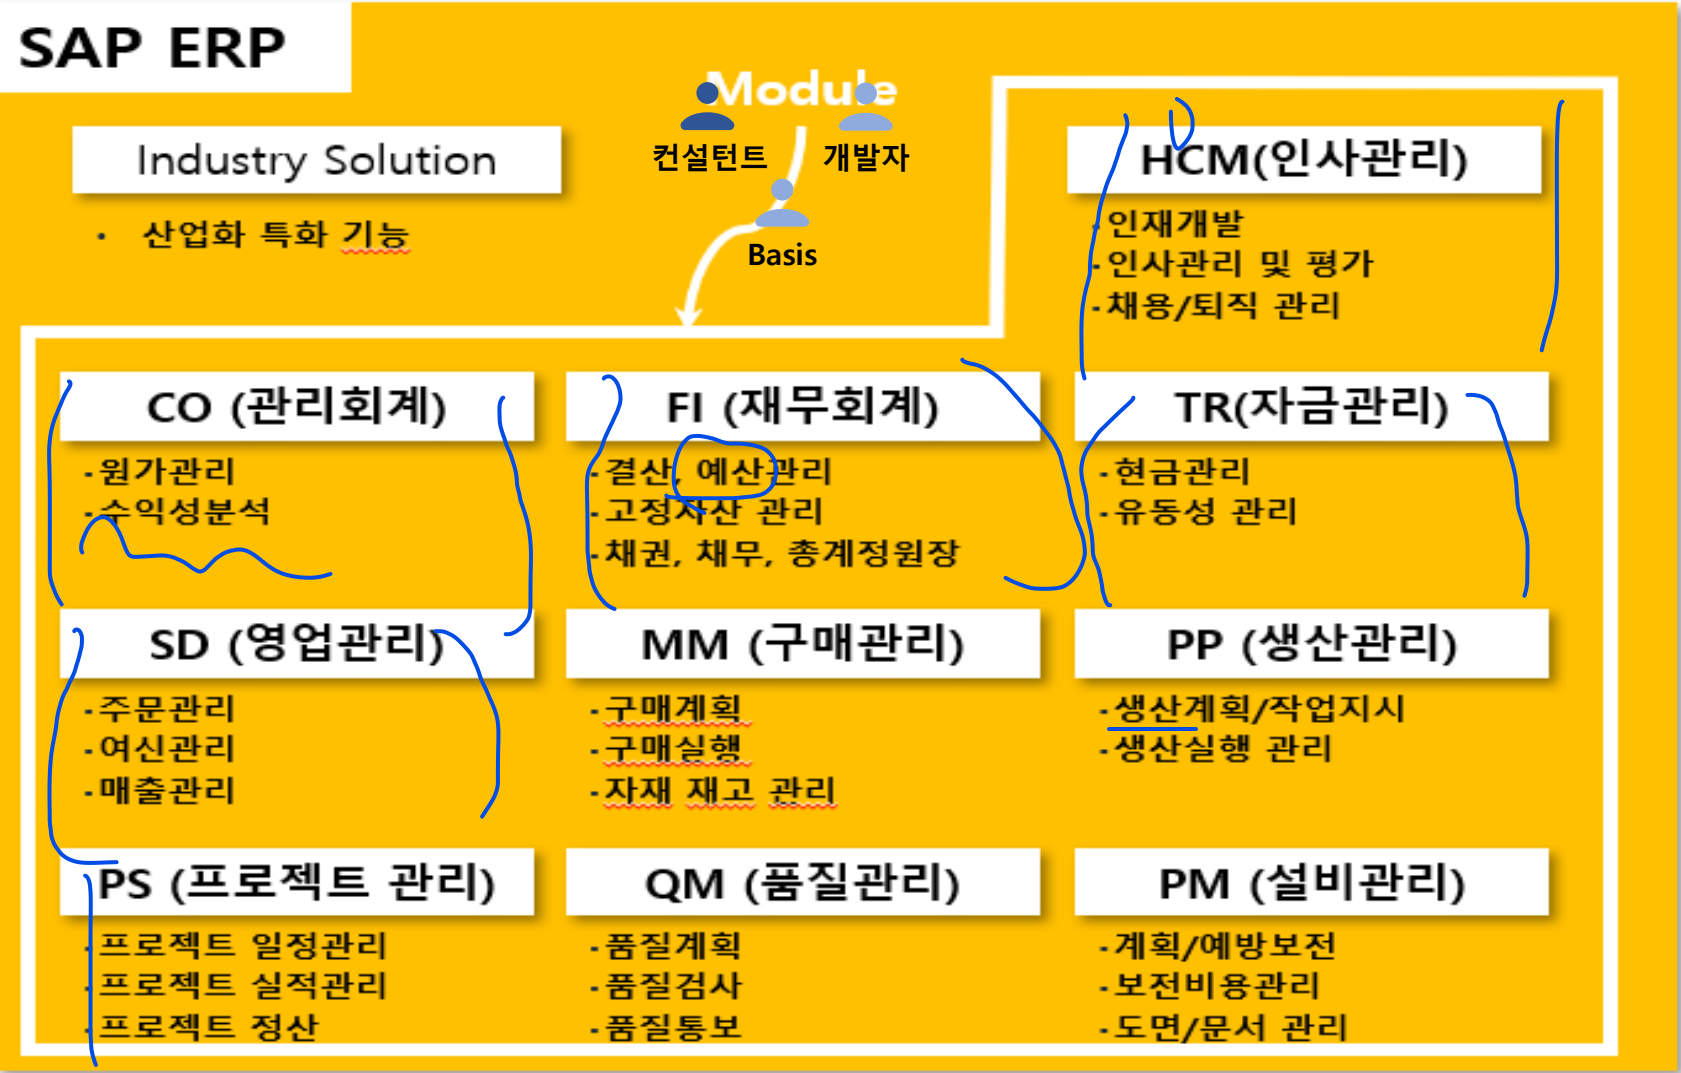 SAP ERP
Module
Industry Solution
· 산업화 특화 기능
컨설턴트
개발자
Basis
HCM(인사관리)
·인재개발
·인사관리 및 평가
·채용/퇴직 관리
CO (관리회계)
·원가관리
·수익성분석
FI (재무회계)
·결산, 예산관리
·고정자산 관리
·채권, 채무, 총계정원장
TR(자금관리)
·현금관리
·유동성 관리
SD (영업관리)
·주문관리
·여신관리
·매출관리
MM (구매관리)
·구매계획
·구매실행
·자재 재고 관리
PP (생산관리)
·생산계획/작업지시
·생산실행 관리
PS (프로젝트 관리)
·프로젝트 일정관리
·프로젝트 실적관리
·프로젝트 정산
QM (품질관리)
·품질계획
·품질검사
·품질통보
PM (설비관리)
·계획/예방보전
·보전비용관리
·도면/문서 관리